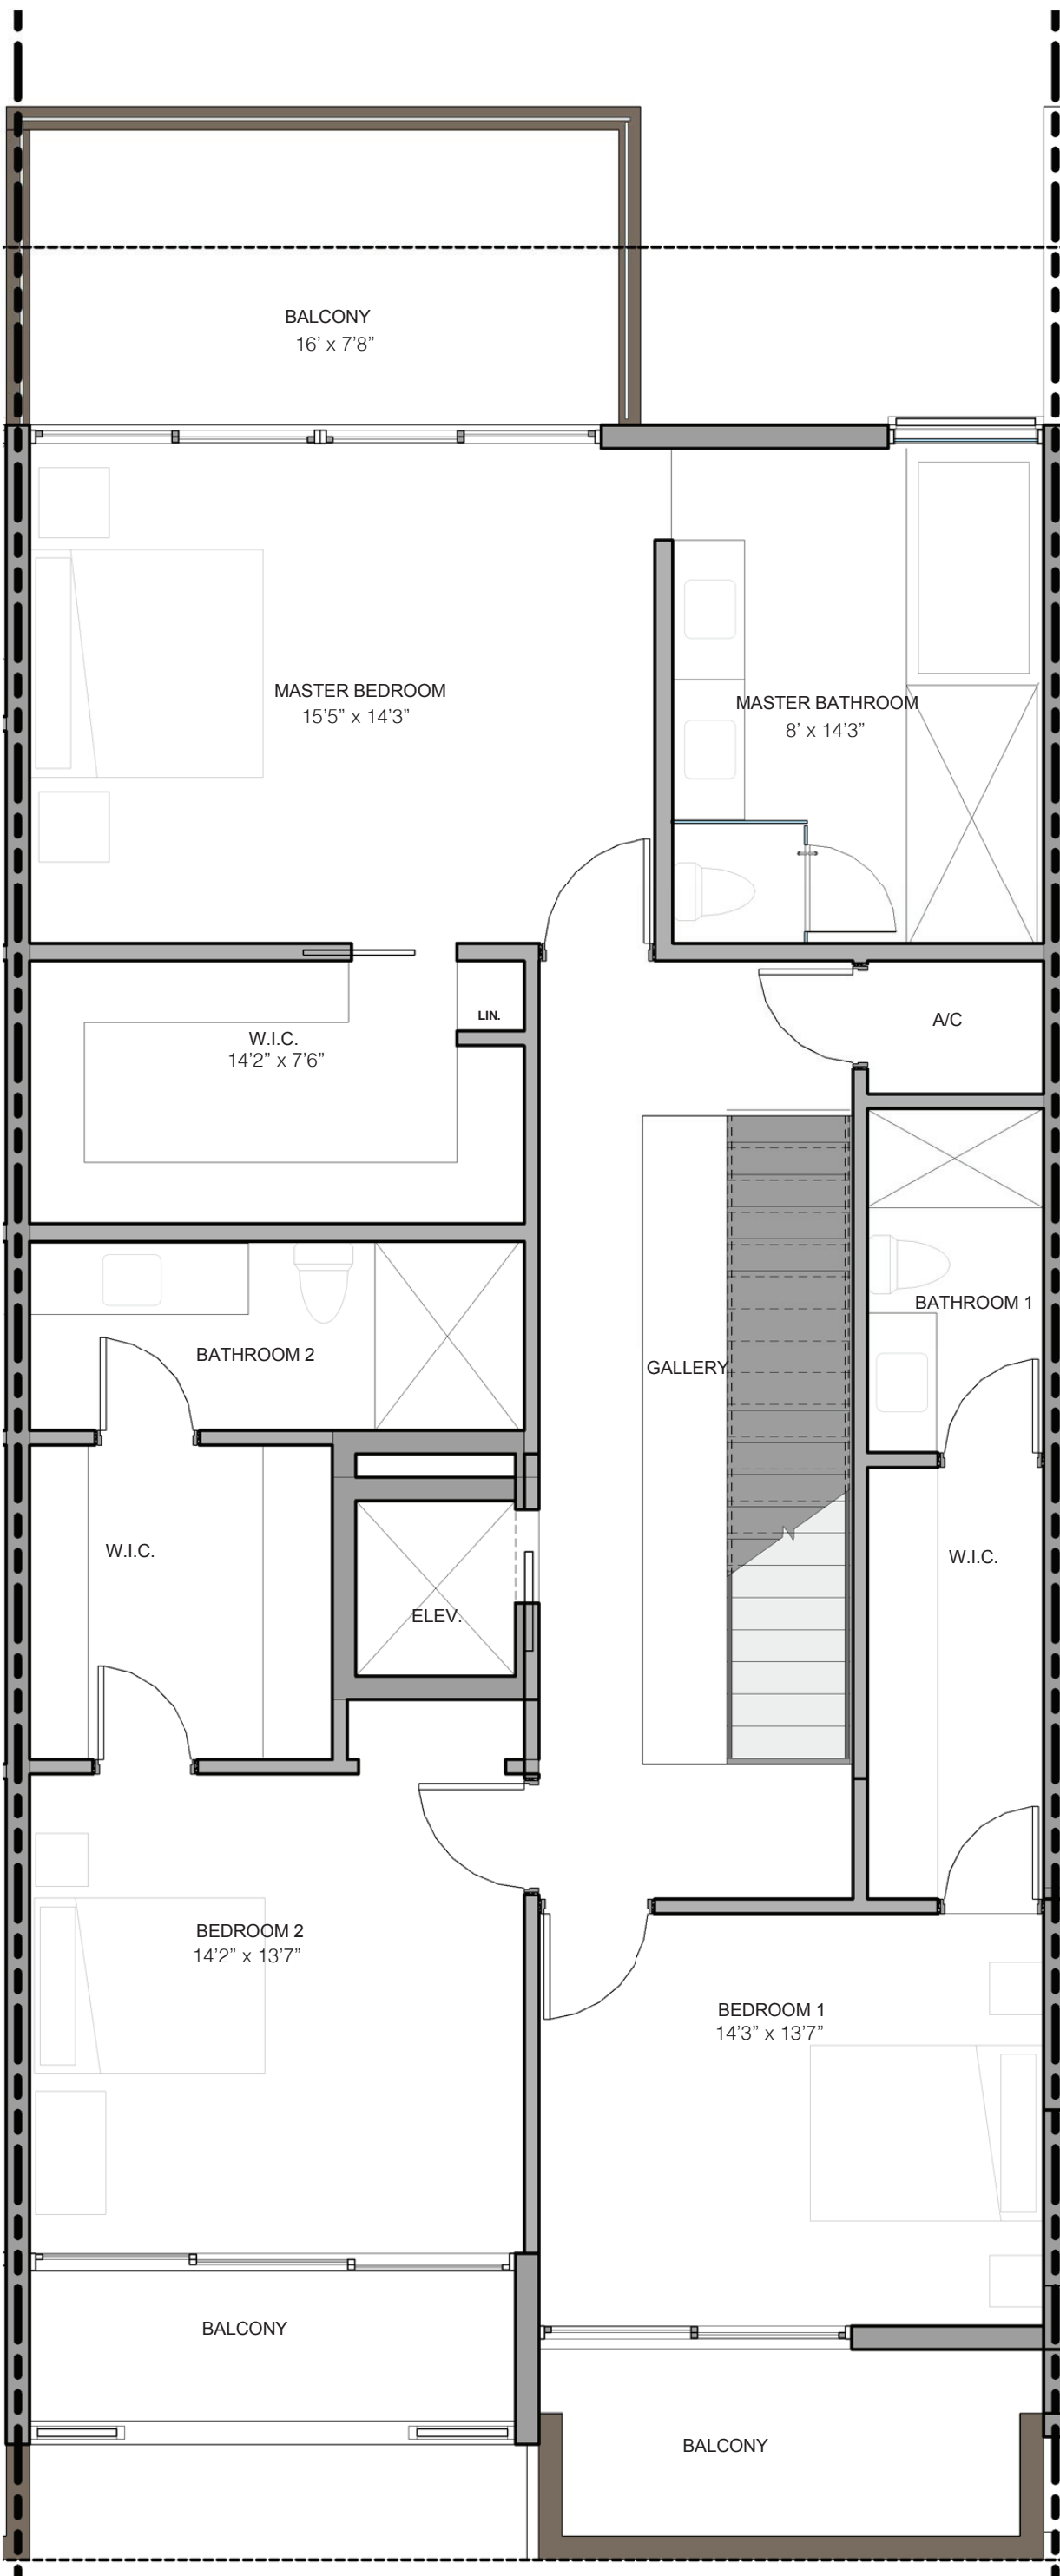 BALCONY
16’ x 7’8”
MASTER BEDROOM
15’5” x 14’3”
MASTER BATHROOM
8’ x 14’3”
LIN.
A/C
W.I.C.
14’2” x 7’6”
BATHROOM 1
BATHROOM 2
GALLERY
W.I.C.
W.I.C.
ELEV.
BEDROOM 2
14’2” x 13’7”
BEDROOM 1
14’3” x 13’7”
BALCONY
BALCONY